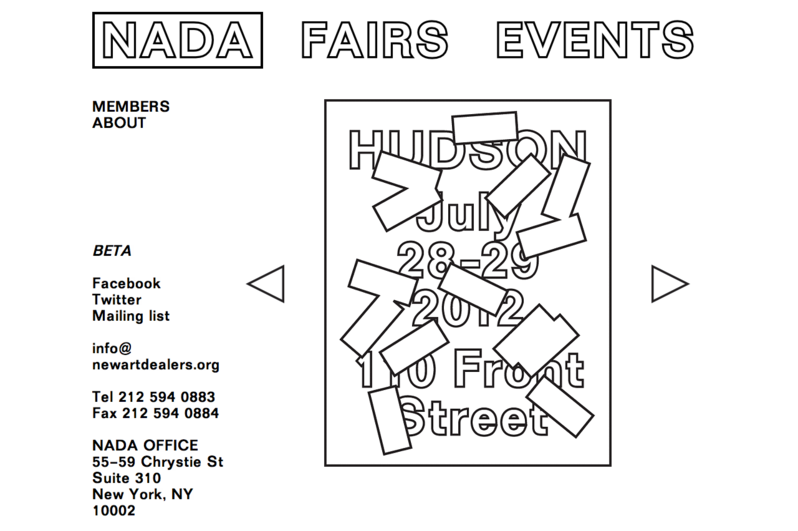 NADA FAIRS EVENTS
MEMBERS
ABOUT
BETA
Facebook
Twitter
Mailing list
info@
newartdealers.org
Tel 212 594 0883
Fax 212 594 0884
NADA OFFICE
55–59 Chrystie St
Suite 310
New York, NY
10002
HUDSON
July
28–29
2012
110 Front
Street